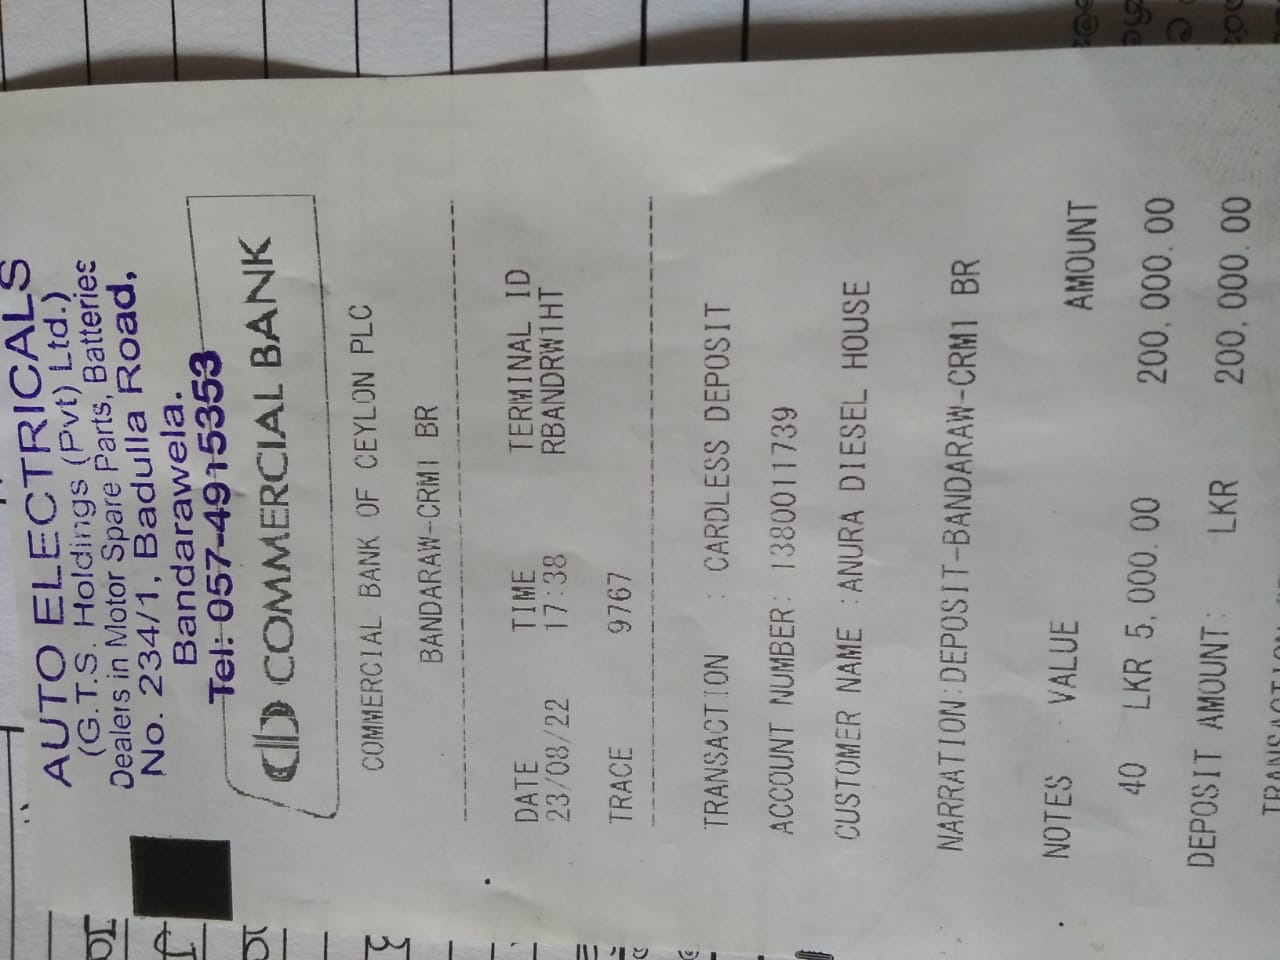 AUTO ELECTRICALS
(G.T.S. Holdings (Pvt) Ltd.)
Dealers in Motor Spare Parts, Batteries
No. 234/1, Badulla Road,
Bandarawela.
Tel: 057-4915353
COMMERCIAL BANK
COMMERCIAL BANK OF CEYLON PLC
BANDARAW-CRM1 BR
DATE TIME TERMINAL ID
23/08/22 17:38 RBANDRW1HT
TRACE 9767
TRANSACTION : CARDLESS DEPOSIT
ACCOUNT NUMBER: 1380011739
CUSTOMER NAME :ANURA DIESEL HOUSE
NARRATION:DEPOSIT-BANDARAW-CRM1 BR
NOTES VALUE AMOUNT
40 LKR 5,000.00 200,000.00
DEPOSIT AMOUNT: LKR 200,000.00